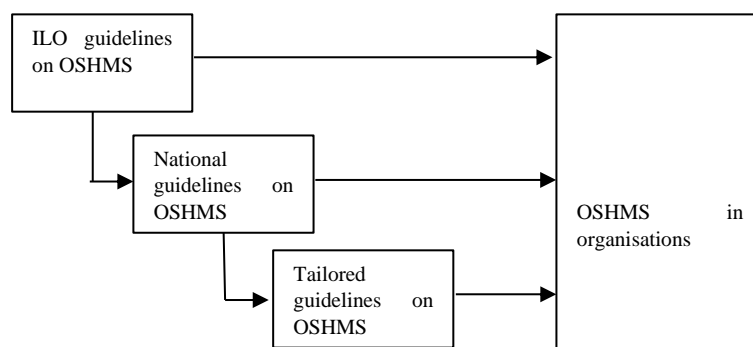 ILO guidelines
on OSHMS
National
guidelines on
OSHMS
Tailored
guidelines on
OSHMS
OSHMS in
organisations